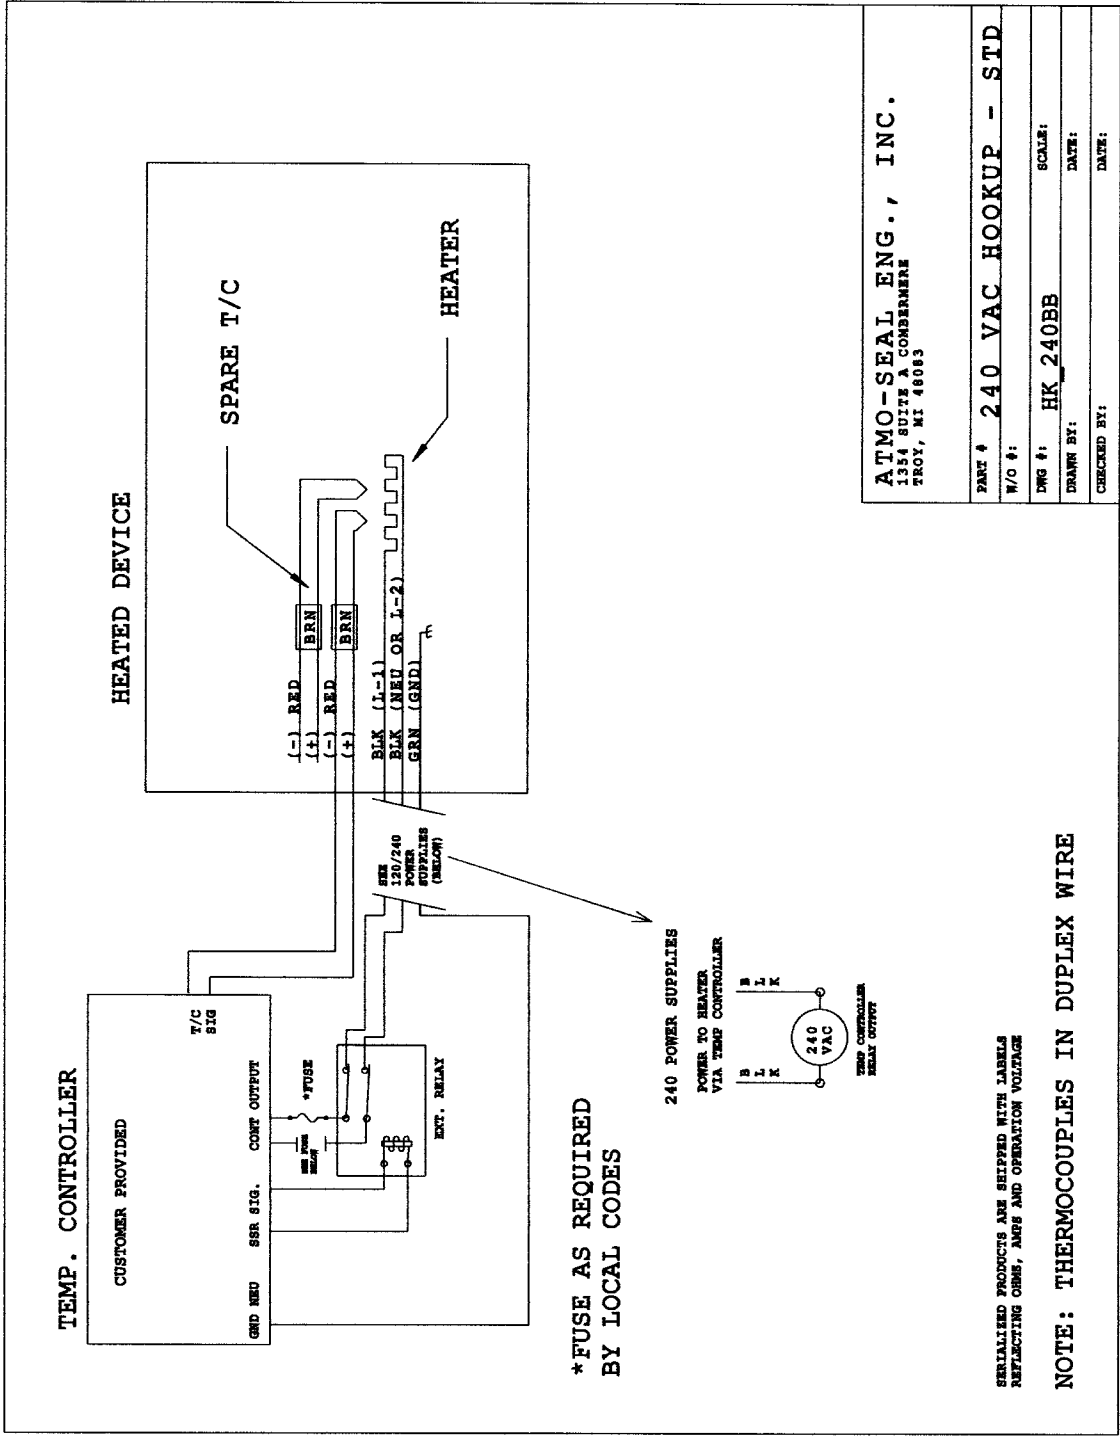 HEATED DEVICE
SPARE T/C
HEATER
(-) RED
BRN
(+)
(-) RED
BRN
(+)
BLK (L-1)
BLK (NEU OR L-2)
GRN (GND)
SEE
120/240
POWER
SUPPLIES
(BELOW)
TEMP. CONTROLLER
CUSTOMER PROVIDED
T/C
SIG
GND NEU
SSR SIG.
CONT OUTPUT
*FUSE
SEE FUSE
BELOW
EXT. RELAY
*FUSE AS REQUIRED
BY LOCAL CODES
240 POWER SUPPLIES
POWER TO HEATER
VIA TEMP CONTROLLER
B L K
B L K
240
VAC
TEMP CONTROLLER
RELAY OUTPUT
SERIALIZED PRODUCTS ARE SHIPPED WITH LABELS
REFLECTING OHMS, AMPS AND OPERATION VOLTAGE
NOTE: THERMOCOUPLES IN DUPLEX WIRE
ATMO-SEAL ENG., INC.
1354 SUITE A COMBERMERE
TROY, MI 48083
PART # 240 VAC HOOKUP - STD
W/O #:
DWG #: HK_240BB SCALE:
DRAWN BY: DATE:
CHECKED BY: DATE: